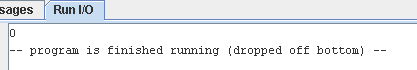 sages Run I/O
0
-- program is finished running (dropped off bottom) --